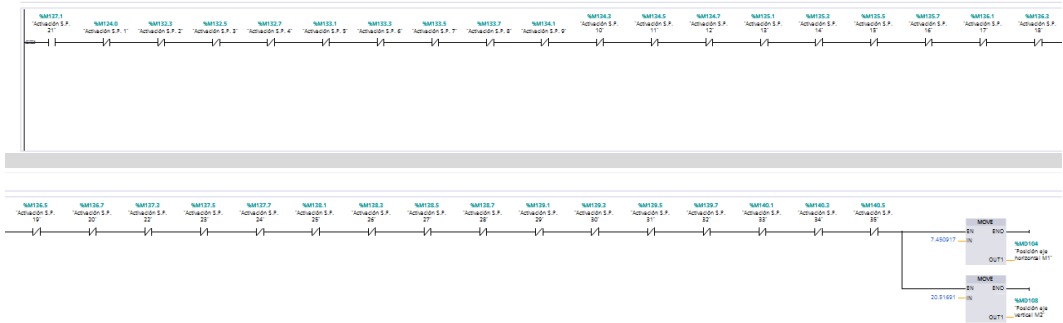 %M137.1
"Activación S.P. 21"
%M124.0
"Activación S.P. 1"
%M132.3
"Activación S.P. 2"
%M132.5
"Activación S.P. 3"
%M132.7
"Activación S.P. 4"
%M133.1
"Activación S.P. 5"
%M133.3
"Activación S.P. 6"
%M133.5
"Activación S.P. 7"
%M133.7
"Activación S.P. 8"
%M134.1
"Activación S.P. 9"
%M134.3
"Activación S.P. 10"
%M134.5
"Activación S.P. 11"
%M134.7
"Activación S.P. 12"
%M135.1
"Activación S.P. 13"
%M135.3
"Activación S.P. 14"
%M135.5
"Activación S.P. 15"
%M135.7
"Activación S.P. 16"
%M136.1
"Activación S.P. 17"
%M136.3
"Activación S.P. 18"
%M136.5
"Activación S.P. 19"
%M136.7
"Activación S.P. 20"
%M137.3
"Activación S.P. 22"
%M137.5
"Activación S.P. 23"
%M137.7
"Activación S.P. 24"
%M138.1
"Activación S.P. 25"
%M138.3
"Activación S.P. 26"
%M138.5
"Activación S.P. 27"
%M138.7
"Activación S.P. 28"
%M139.1
"Activación S.P. 29"
%M139.3
"Activación S.P. 30"
%M139.5
"Activación S.P. 31"
%M139.7
"Activación S.P. 32"
%M140.1
"Activación S.P. 33"
%M140.3
"Activación S.P. 34"
%M140.5
"Activación S.P. 35"
MOVE
EN ENO
7.450917 IN
OUT1
%MD104
"Posición eje
horizontal M1"
MOVE
EN ENO
20.51691 IN
OUT1
%MD108
"Posición eje
vertical M2"